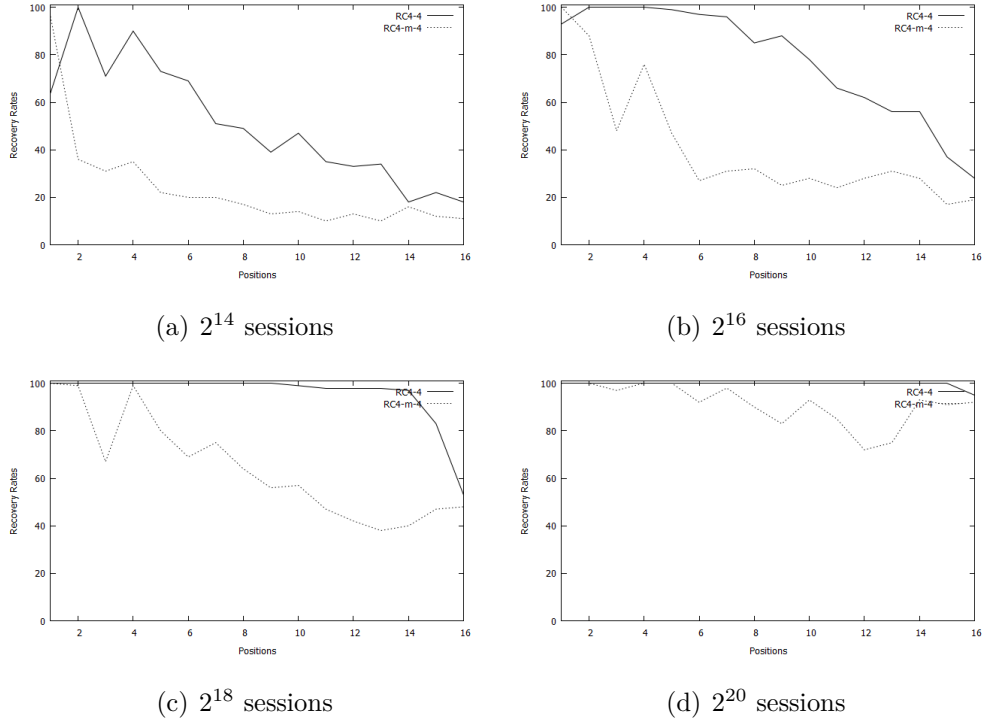 RC4-4
RC4-m-4
100
80
60
40
20
0
Recovery Rates
2 4 6 8 10 12 14 16
Positions
(a) 2^14 sessions
RC4-4
RC4-m-4
100
80
60
40
20
0
Recovery Rates
2 4 6 8 10 12 14 16
Positions
(b) 2^16 sessions
RC4-4
RC4-m-4
100
80
60
40
20
0
Recovery Rates
2 4 6 8 10 12 14 16
Positions
(c) 2^18 sessions
RC4-4
RC4-m-4
100
80
60
40
20
0
Recovery Rates
2 4 6 8 10 12 14 16
Positions
(d) 2^20 sessions